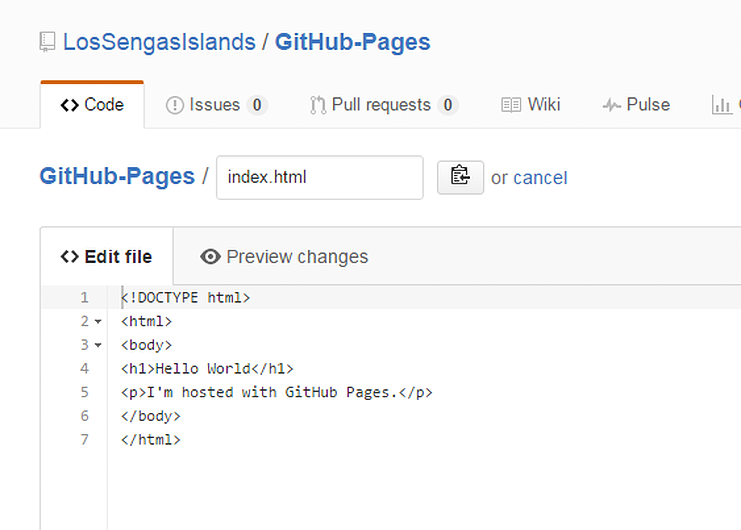 LosSengasIslands / GitHub-Pages
Code Issues 0 Pull requests 0 Wiki Pulse
GitHub-Pages / index.html or cancel
Edit file Preview changes
1 <!DOCTYPE html>
2 <html>
3 <body>
4 <h1>Hello World</h1>
5 <p>I'm hosted with GitHub Pages.</p>
6 </body>
7 </html>